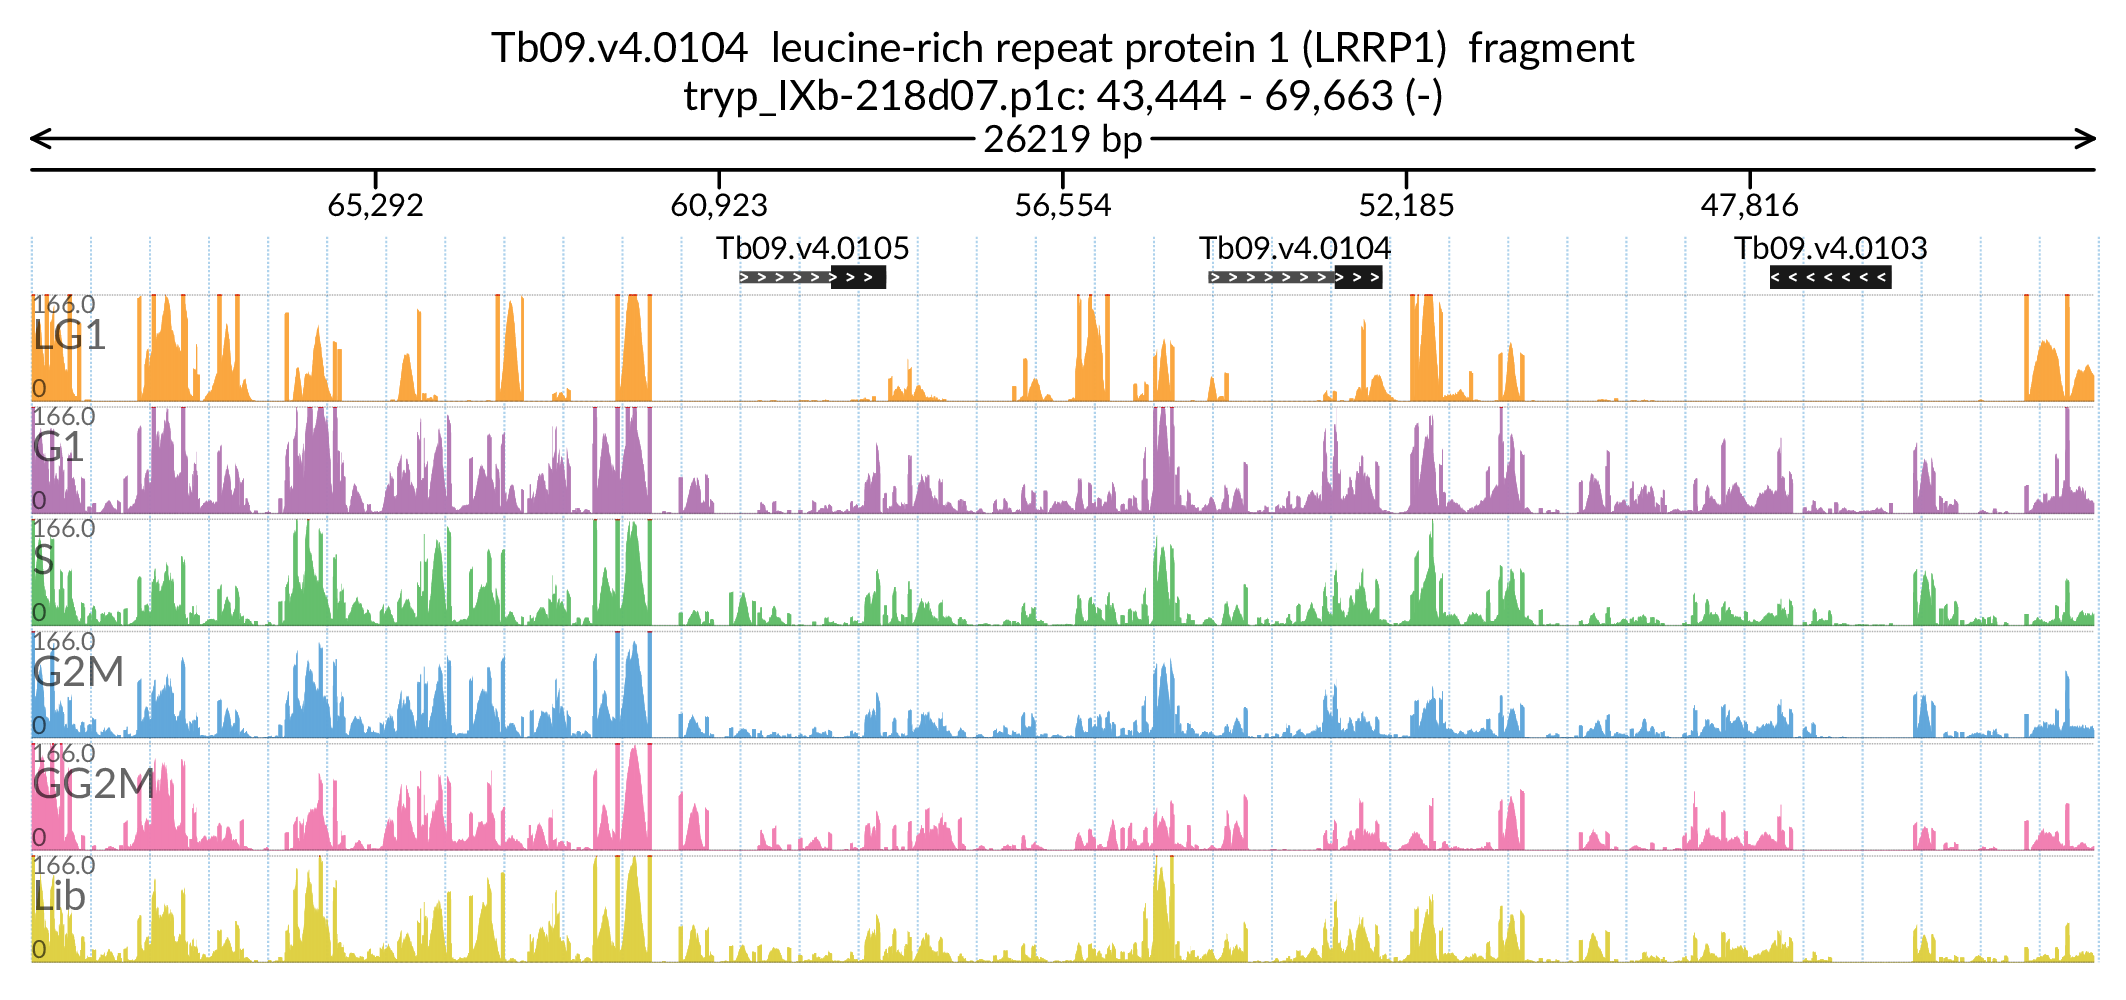 Tb09.v4.0104 leucine-rich repeat protein 1 (LRRP1) fragment
tryp_IXb-218d07.p1c: 43,444 - 69,663 (-)
26219 bp
65,292 60,923 56,554 52,185 47,816
Tb09.v4.0105 Tb09.v4.0104 Tb09.v4.0103
166.0
LG1
0
166.0
G1
0
166.0
S
0
166.0
G2M
0
166.0
GG2M
0
166.0
Lib
0